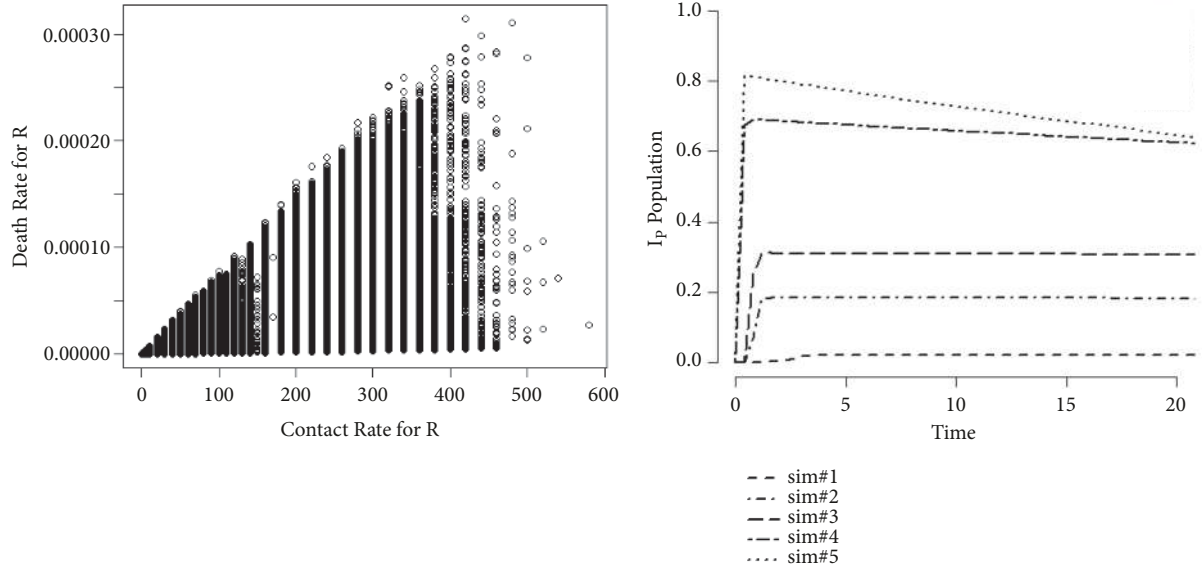 0.00030
0.00020
0.00010
0.00000
Death Rate for R
0 100 200 300 400 500 600
Contact Rate for R
1.0
0.8
0.6
0.4
0.2
0.0
Ip Population
0 5 10 15 20
Time
sim#1
sim#2
sim#3
sim#4
sim#5